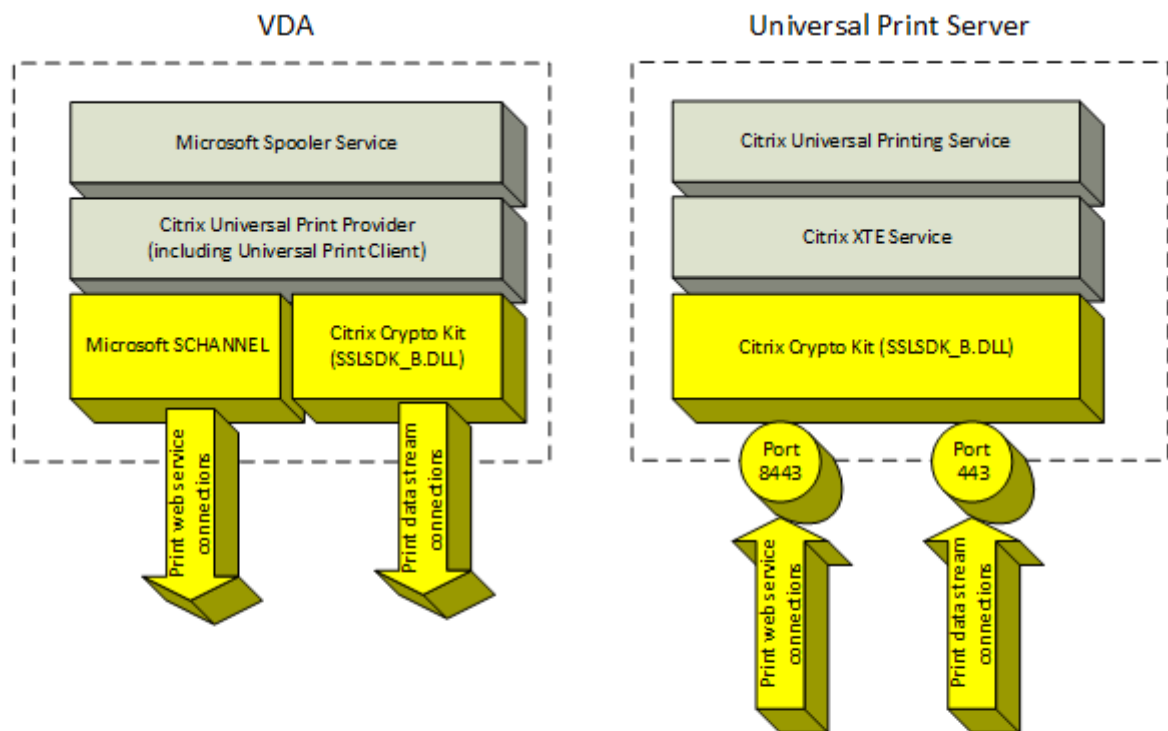 VDA
Microsoft Spooler Service
Citrix Universal Print Provider
(including Universal Print Client)
Microsoft SCHANNEL
Citrix Crypto Kit
(SSLSDK_B.DLL)
Print web service
connections
Print data stream
connections
Universal Print Server
Citrix Universal Printing Service
Citrix XTE Service
Citrix Crypto Kit (SSLSDK_B.DLL)
Port
8443
Port
443
Print web service
connections
Print data stream
connections